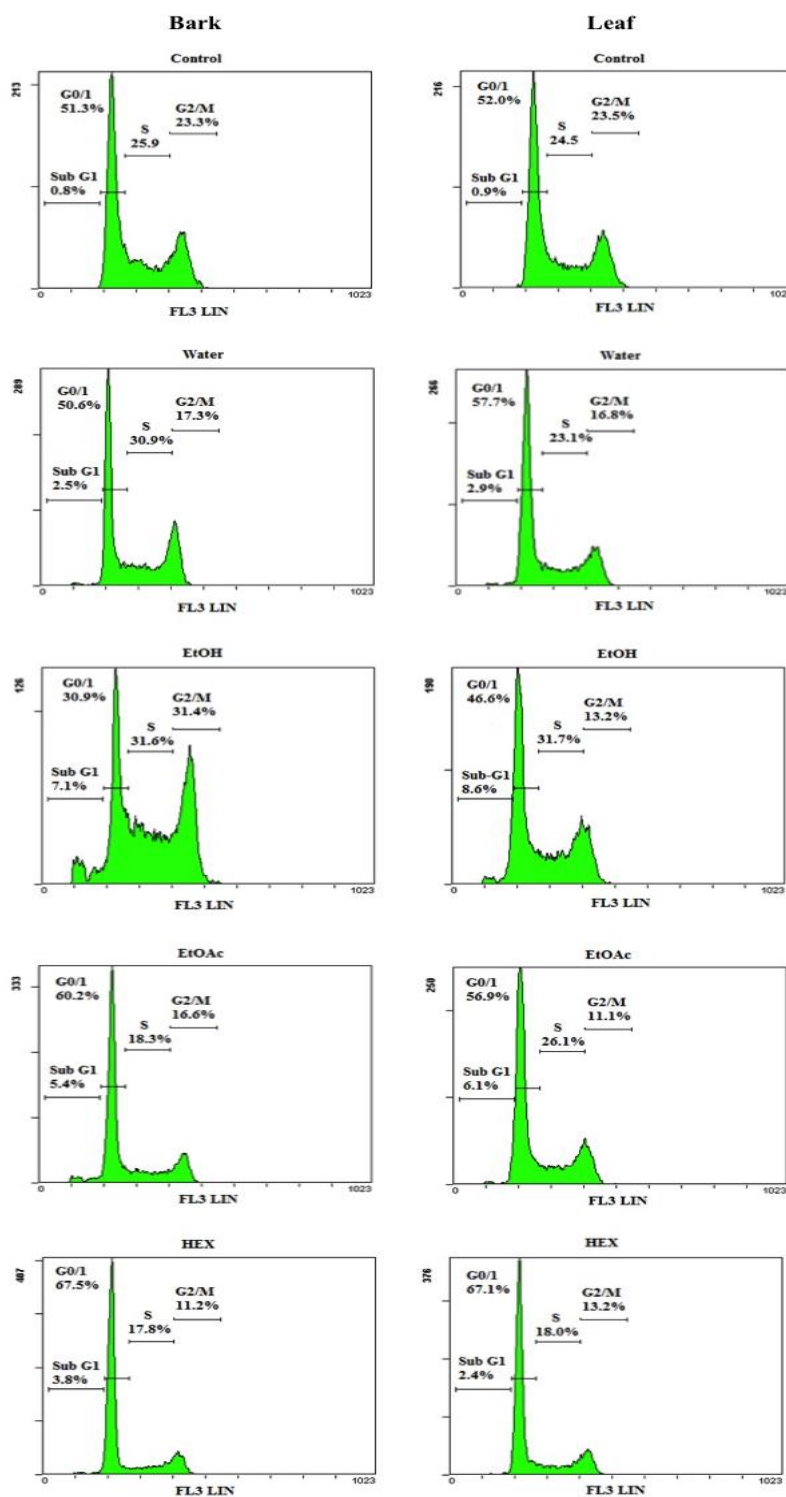 Bark
Leaf
Control
213
G0/1
51.3%
S
25.9
G2/M
23.3%
Sub G1
0.8%
0
1023
FL3 LIN
Control
216
G0/1
52.0%
S
24.5
G2/M
23.5%
Sub G1
0.9%
0
102
FL3 LIN
Water
289
G0/1
50.6%
S
30.9%
G2/M
17.3%
Sub G1
2.5%
0
1023
FL3 LIN
Water
266
G0/1
57.7%
S
23.1%
G2/M
16.8%
Sub G1
2.9%
0
1023
FL3 LIN
EtOH
126
G0/1
30.9%
S
31.6%
G2/M
31.4%
Sub G1
7.1%
0
1023
FL3 LIN
EtOH
190
G0/1
46.6%
S
31.7%
G2/M
13.2%
Sub-G1
8.6%
0
1023
FL3 LIN
EtOAc
333
G0/1
60.2%
S
18.3%
G2/M
16.6%
Sub G1
5.4%
0
1023
FL3 LIN
EtOAc
250
G0/1
56.9%
S
26.1%
G2/M
11.1%
Sub G1
6.1%
0
1023
FL3 LIN
HEX
407
G0/1
67.5%
S
17.8%
G2/M
11.2%
Sub G1
3.8%
0
1023
FL3 LIN
HEX
376
G0/1
67.1%
S
18.0%
G2/M
13.2%
Sub G1
2.4%
0
1023
FL3 LIN